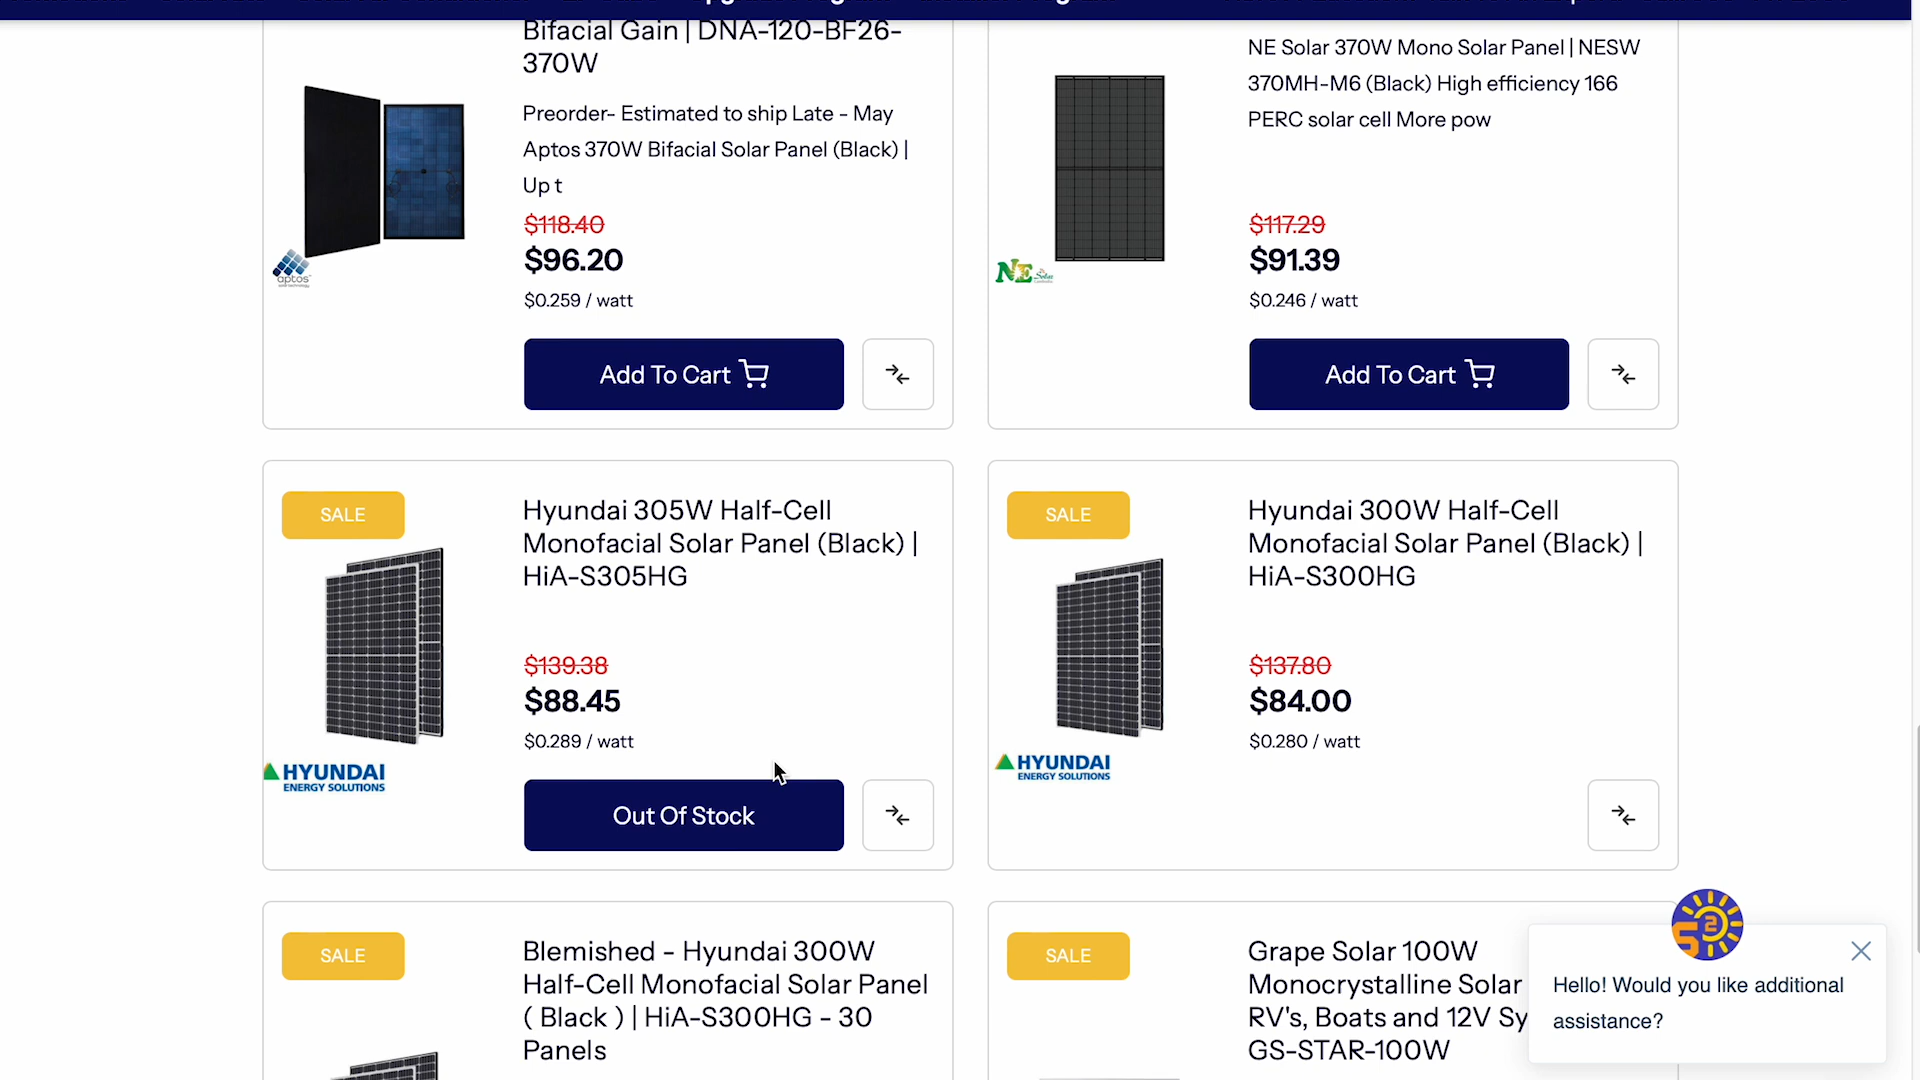 Bifacial Gain | DNA-120-BF26-
370W
Preorder- Estimated to ship Late - May
Aptos 370W Bifacial Solar Panel (Black) |
Up t
$118.40
$96.20
$0.259 / watt
Add To Cart
aptos
NE Solar 370W Mono Solar Panel | NESW
370MH-M6 (Black) High efficiency 166
PERC solar cell More pow
$117.29
$91.39
$0.246 / watt
Add To Cart
NE Solar
SALE
Hyundai 305W Half-Cell
Monofacial Solar Panel (Black) |
HiA-S305HG
$139.38
$88.45
$0.289 / watt
HYUNDAI
ENERGY SOLUTIONS
Out Of Stock
SALE
Hyundai 300W Half-Cell
Monofacial Solar Panel (Black) |
HiA-S300HG
$137.80
$84.00
$0.280 / watt
HYUNDAI
ENERGY SOLUTIONS
SALE
Blemished - Hyundai 300W
Half-Cell Monofacial Solar Panel
( Black ) | HiA-S300HG - 30
Panels
SALE
Grape Solar 100W
Monocrystalline Solar
RV's, Boats and 12V Sy
GS-STAR-100W
Hello! Would you like additional
assistance?